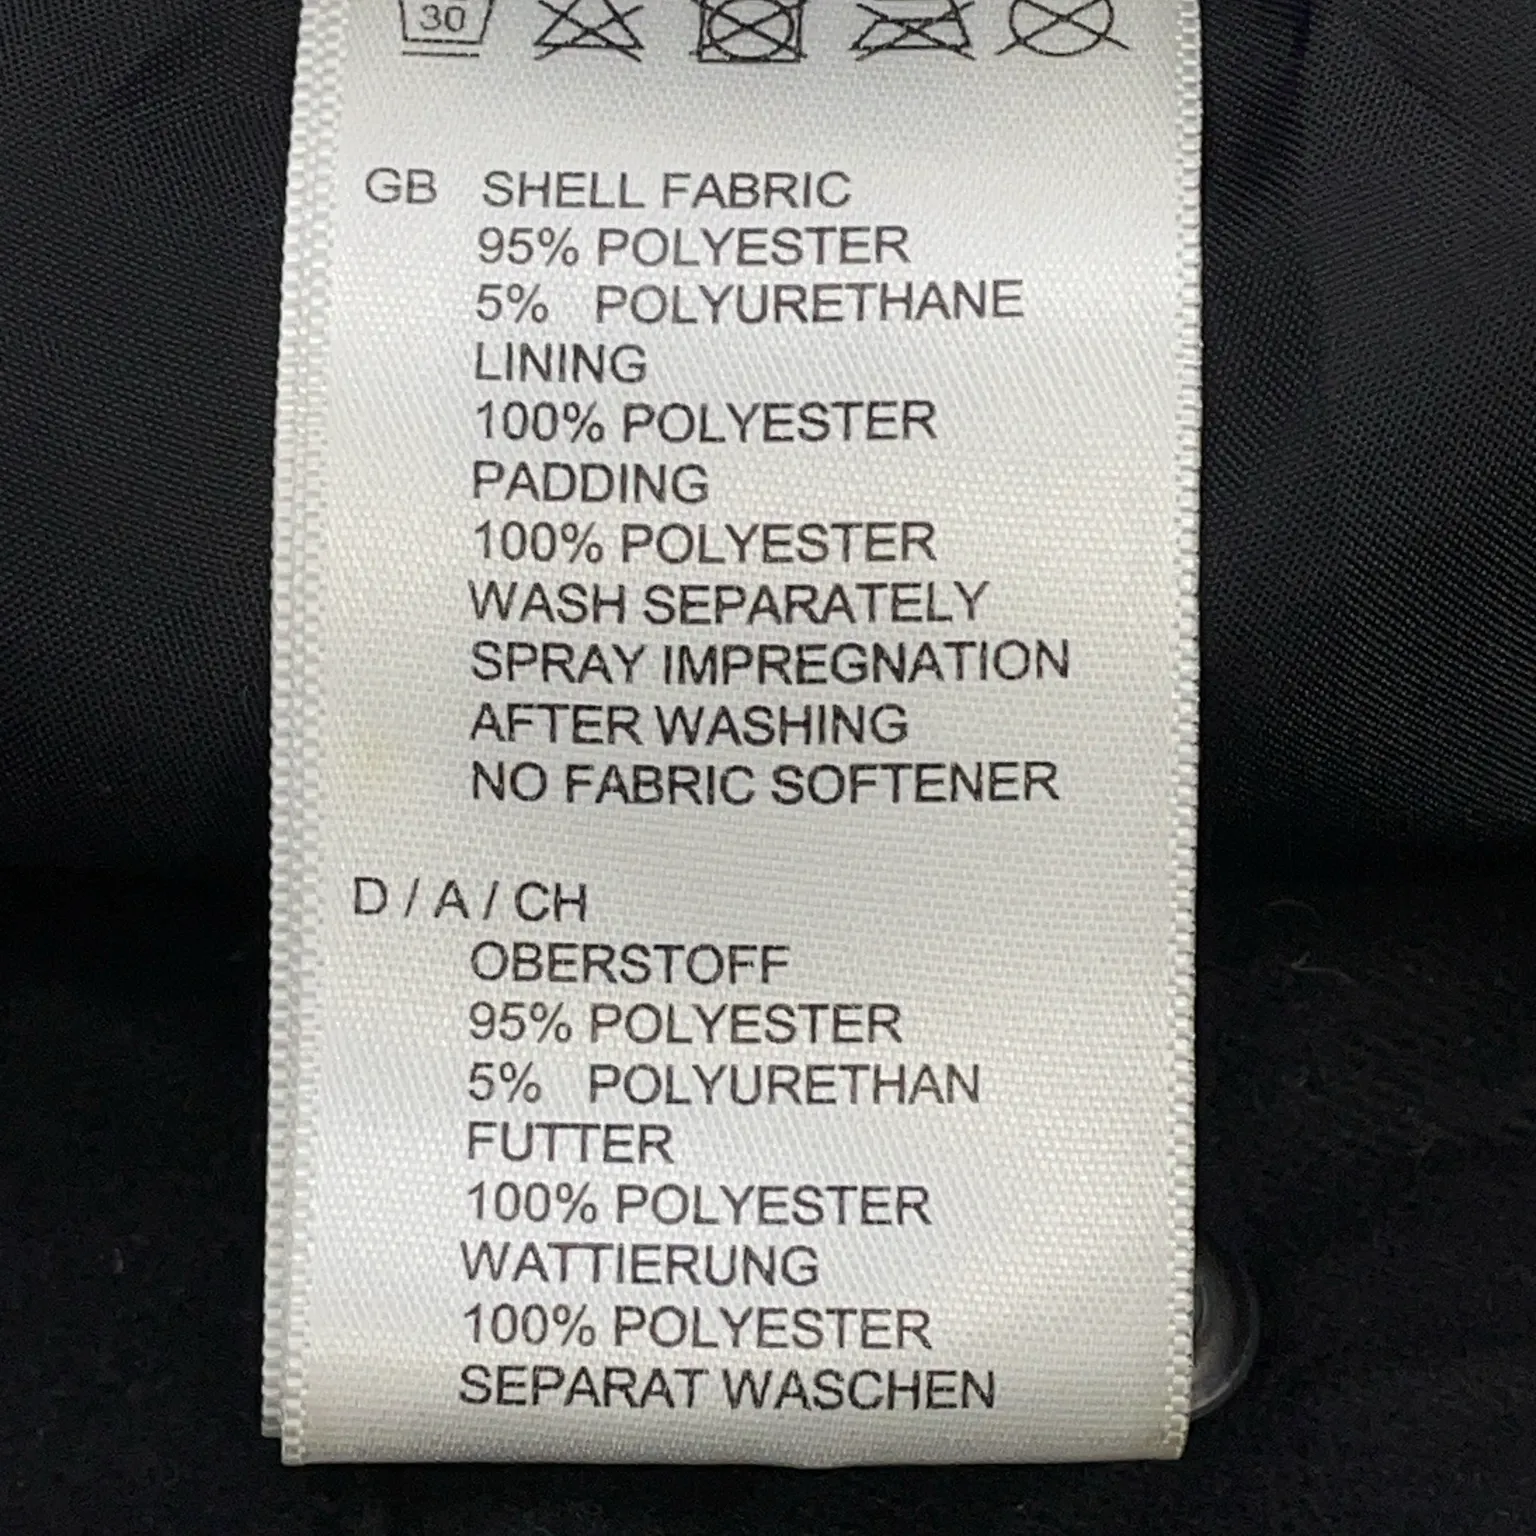 30
GB SHELL FABRIC
95% POLYESTER
5% POLYURETHANE
LINING
100% POLYESTER
PADDING
100% POLYESTER
WASH SEPARATELY
SPRAY IMPREGNATION
AFTER WASHING
NO FABRIC SOFTENER
D / A / CH
OBERSTOFF
95% POLYESTER
5% POLYURETHAN
FUTTER
100% POLYESTER
WATTIERUNG
100% POLYESTER
SEPARAT WASCHEN